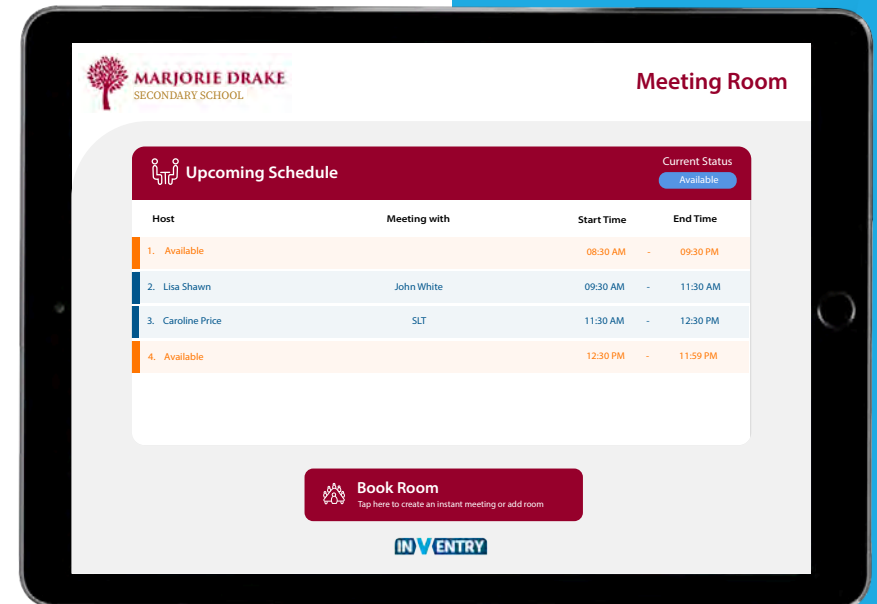 MARJORIE DRAKE
SECONDARY SCHOOL
Meeting Room
Upcoming Schedule
Current Status
Available
Host Meeting with Start Time End Time
1. Available 08:30 AM - 09:30 PM
2. Lisa Shawn John White 09:30 AM - 11:30 AM
3. Caroline Price SLT 11:30 AM - 12:30 PM
4. Available 12:30 PM - 11:59 PM
Book Room
Tap here to create an instant meeting or add room
INVENTRY